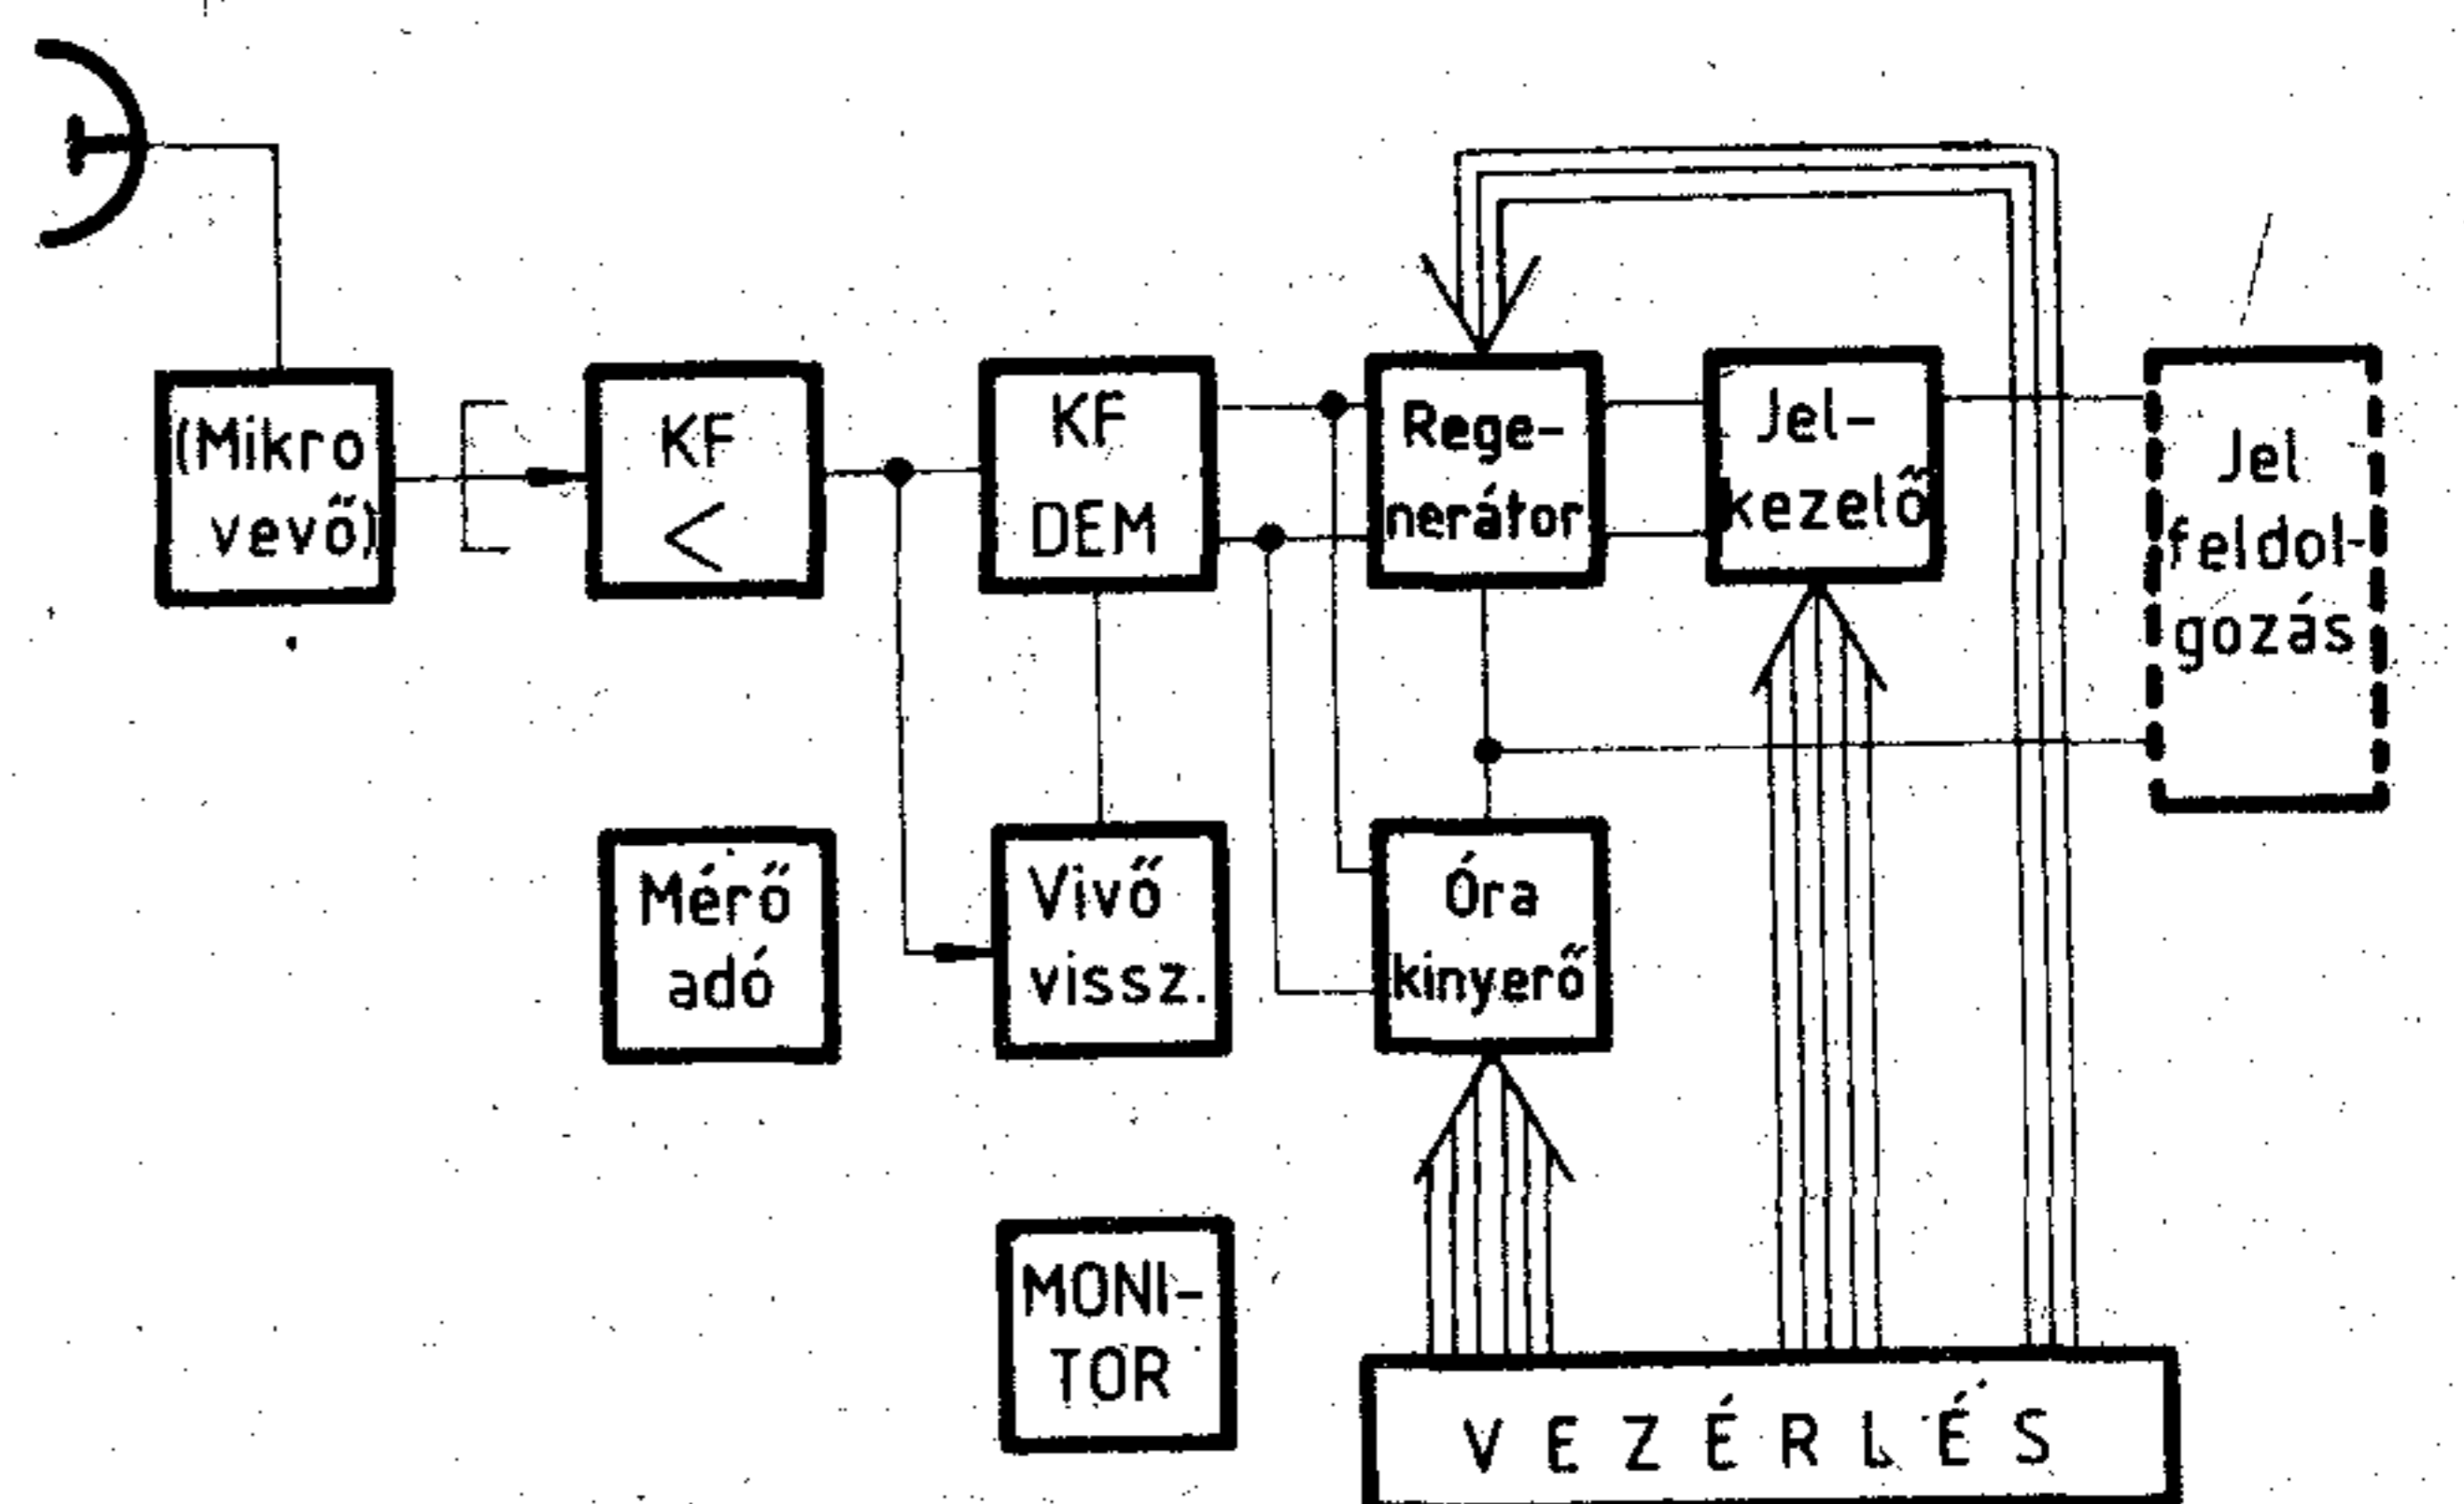 (Mikro
vevő)
KF
<
KF
DEM
Rege-
nerátor
Jel-
kezelő
Jel
feldol-
gozás
Mérő
adó
Vivő
vissz.
Óra
kinyerő
MONI-
TOR
VEZÉRLÉS